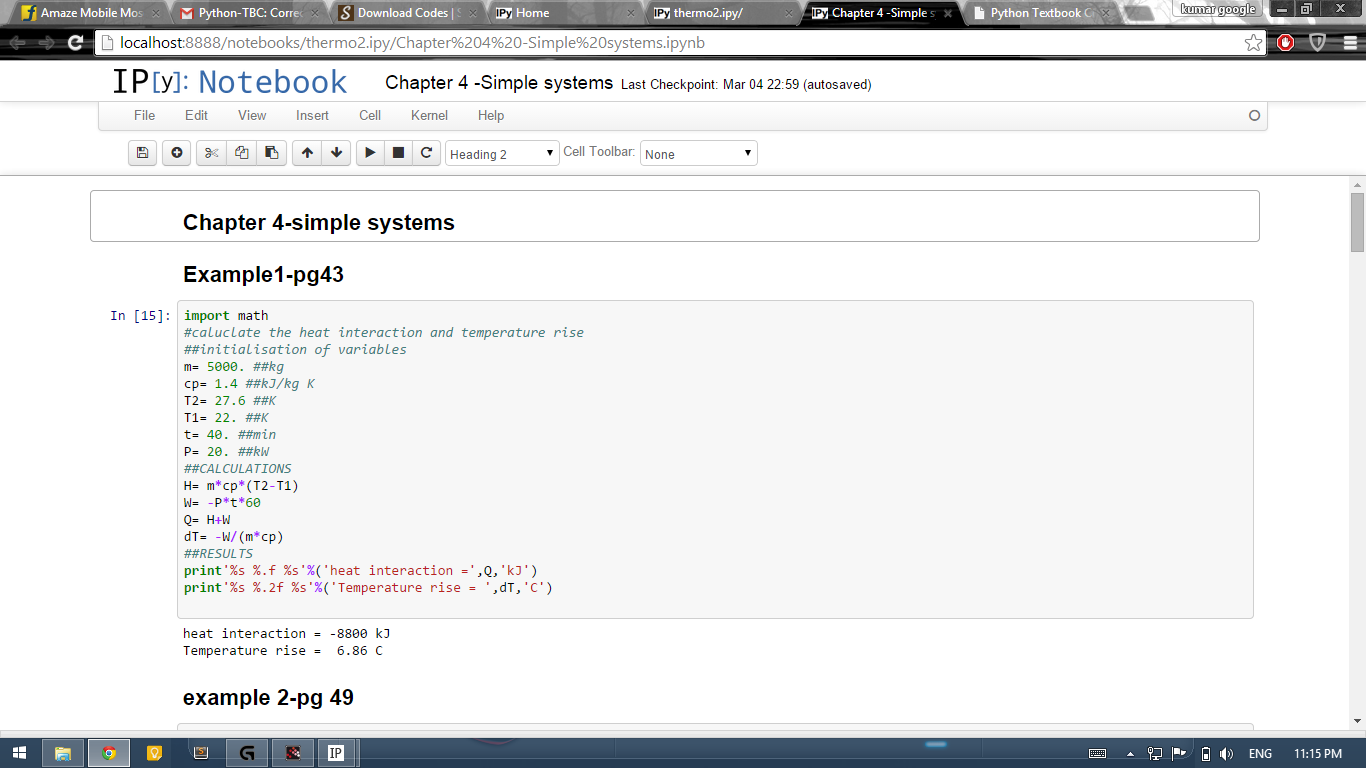 Amaze Mobile Mos
Python-TBC: Corre
Download Codes |
IPy Home
IPy thermo2.ipy/
IPy Chapter 4 -Simple s
Python Textbook C
kumar google
localhost:8888/notebooks/thermo2.ipy/Chapter%204%20-Simple%20systems.ipynb
IP[y]: Notebook
Chapter 4 -Simple systems Last Checkpoint: Mar 04 22:59 (autosaved)
File Edit View Insert Cell Kernel Help
Heading 2 Cell Toolbar: None
Chapter 4-simple systems
Example1-pg43
In [15]:
import math
#caluclate the heat interaction and temperature rise
##initialisation of variables
m= 5000. ##kg
cp= 1.4 ##kJ/kg K
T2= 27.6 ##K
T1= 22. ##K
t= 40. ##min
P= 20. ##kW
##CALCULATIONS
H= m*cp*(T2-T1)
W= -P*t*60
Q= H+W
dT= -W/(m*cp)
##RESULTS
print'%s %.f %s'%('heat interaction =',Q,'kJ')
print'%s %.2f %s'%('Temperature rise = ',dT,'C')
heat interaction = -8800 kJ
Temperature rise =  6.86 C
example 2-pg 49
IP
ENG 11:15 PM